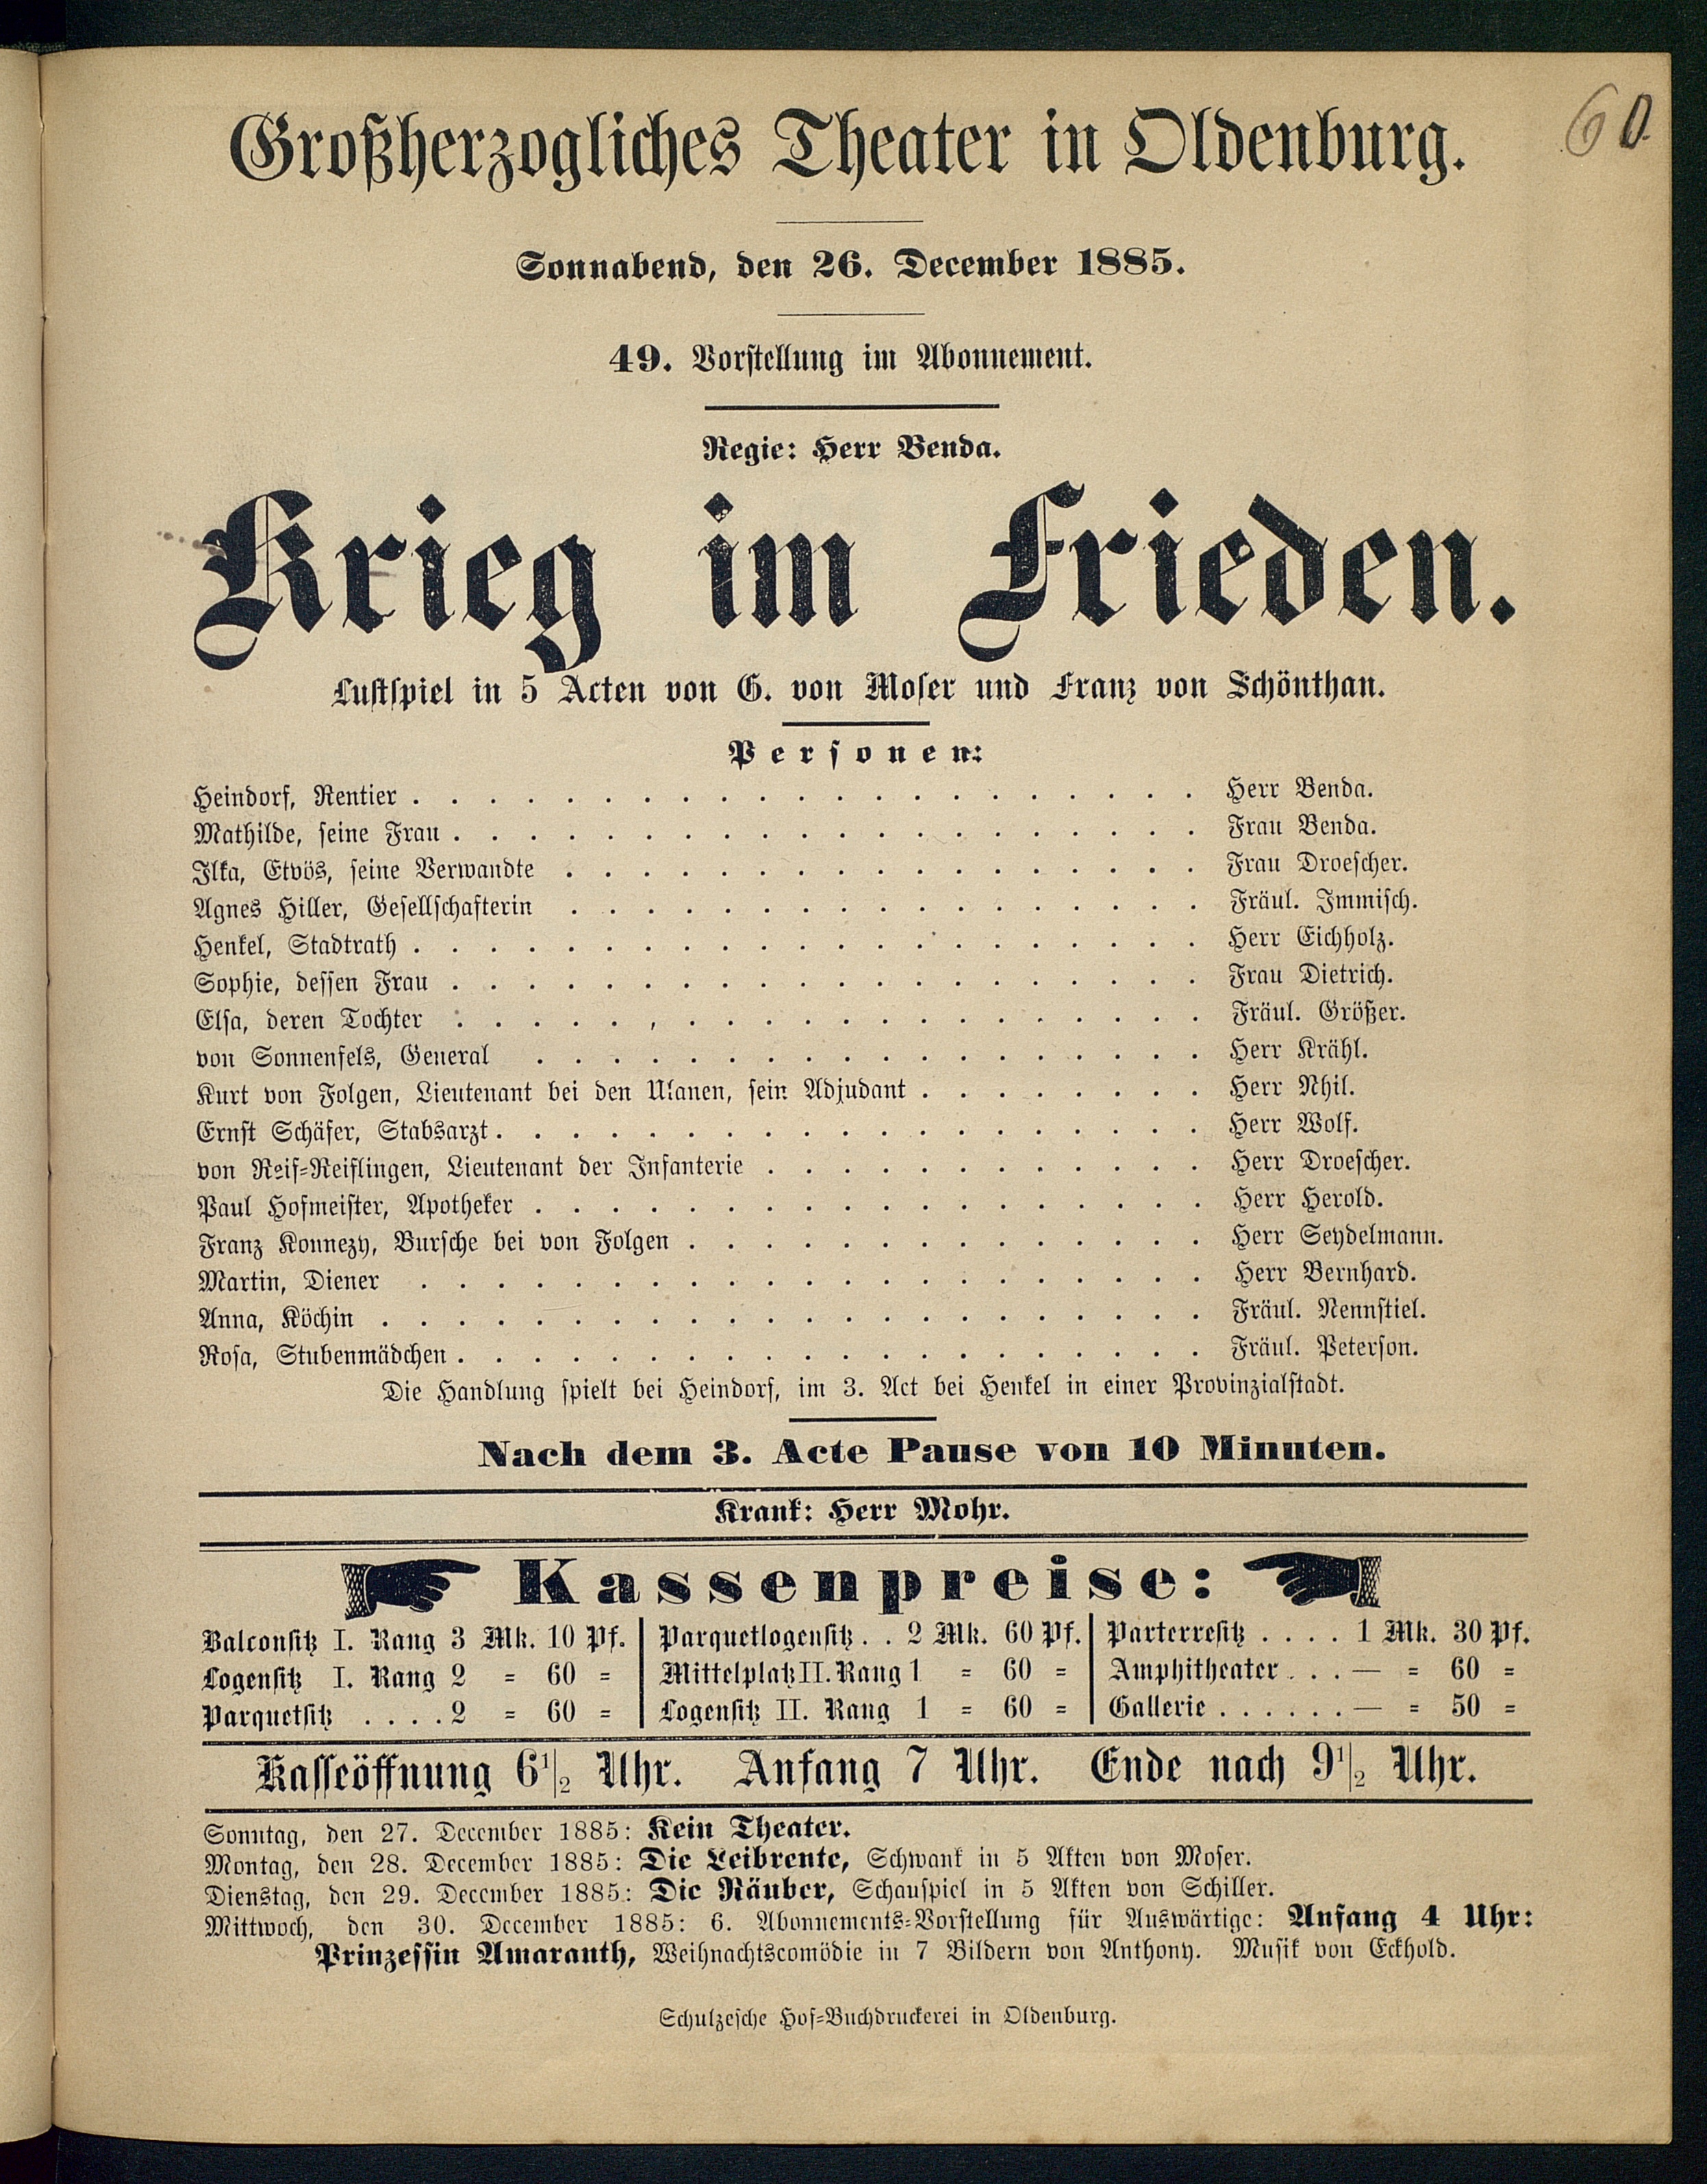 60.
Großherzogliches Theater in Oldenburg.
Sonnabend, den 26. December 1885.
49. Vorstellung im Abonnement.
Regie: Herr Benda.
Krieg im Frieden.
Lustspiel in 5 Acten von G. von Moser und Franz von Schönthan.
Personen:
Heindorf, Rentier . . . . . . . . . . . . . . . . . . . . . Herr Benda.
Mathilde, seine Frau . . . . . . . . . . . . . . . . . . . . Frau Benda.
Ilka, Etvös, seine Verwandte . . . . . . . . . . . . . . . . . Frau Droescher.
Agnes Hiller, Gesellschafterin . . . . . . . . . . . . . . . . . Fräul. Immisch.
Henkel, Stadtrath . . . . . . . . . . . . . . . . . . . . . Herr Eichholz.
Sophie, dessen Frau . . . . . . . . . . . . . . . . . . . . Frau Dietrich.
Elsa, deren Tochter . . . . . , . . . . . . . . . . . . . . Fräul. Größer.
von Sonnenfels, General . . . . . . . . . . . . . . . . . . Herr Krähl.
Kurt von Folgen, Lieutenant bei den Ulanen, sein Adjudant . . . . . . . . Herr Nhil.
Ernst Schäfer, Stabsarzt . . . . . . . . . . . . . . . . . . . Herr Wolf.
von Reif-Reiflingen, Lieutenant der Infanterie . . . . . . . . . . . . Herr Droescher.
Paul Hofmeister, Apotheker . . . . . . . . . . . . . . . . . . Herr Herold.
Franz Konnezy, Bursche bei von Folgen . . . . . . . . . . . . . . Herr Seydelmann.
Martin, Diener . . . . . . . . . . . . . . . . . . . . . Herr Bernhard.
Anna, Köchin . . . . . . . . . . . . . . . . . . . . . . Fräul. Nennstiel.
Rosa, Stubenmädchen . . . . . . . . . . . . . . . . . . . . Fräul. Peterson.
Die Handlung spielt bei Heindorf, im 3. Act bei Henkel in einer Provinzialstadt.
Nach dem 3. Acte Pause von 10 Minuten.
Krank: Herr Mohr.
Kassenpreise:
Balconsitz I. Rang 3 Mk. 10 Pf. Parquetlogensitz . . 2 Mk. 60 Pf. Parterresitz . . . . 1 Mk. 30 Pf.
Logensitz I. Rang 2 = 60 = Mittelplatz II. Rang 1 = 60 = Amphitheater . . . — = 60 =
Parquetsitz . . . . 2 = 60 = Logensitz II. Rang 1 = 60 = Gallerie . . . . . . — = 50 =
Kasseöffnung 6 1/2 Uhr. Anfang 7 Uhr. Ende nach 9 1/2 Uhr.
Sonntag, den 27. December 1885: Kein Theater.
Montag, den 28. December 1885: Die Leibrente, Schwank in 5 Akten von Moser.
Dienstag, den 29. December 1885: Die Räuber, Schauspiel in 5 Akten von Schiller.
Mittwoch, den 30. December 1885: 6. Abonnements-Vorstellung für Auswärtige: Anfang 4 Uhr:
Prinzessin Amaranth, Weihnachtscomödie in 7 Bildern von Anthony. Musik von Eckhold.
Schulzesche Hof-Buchdruckerei in Oldenburg.